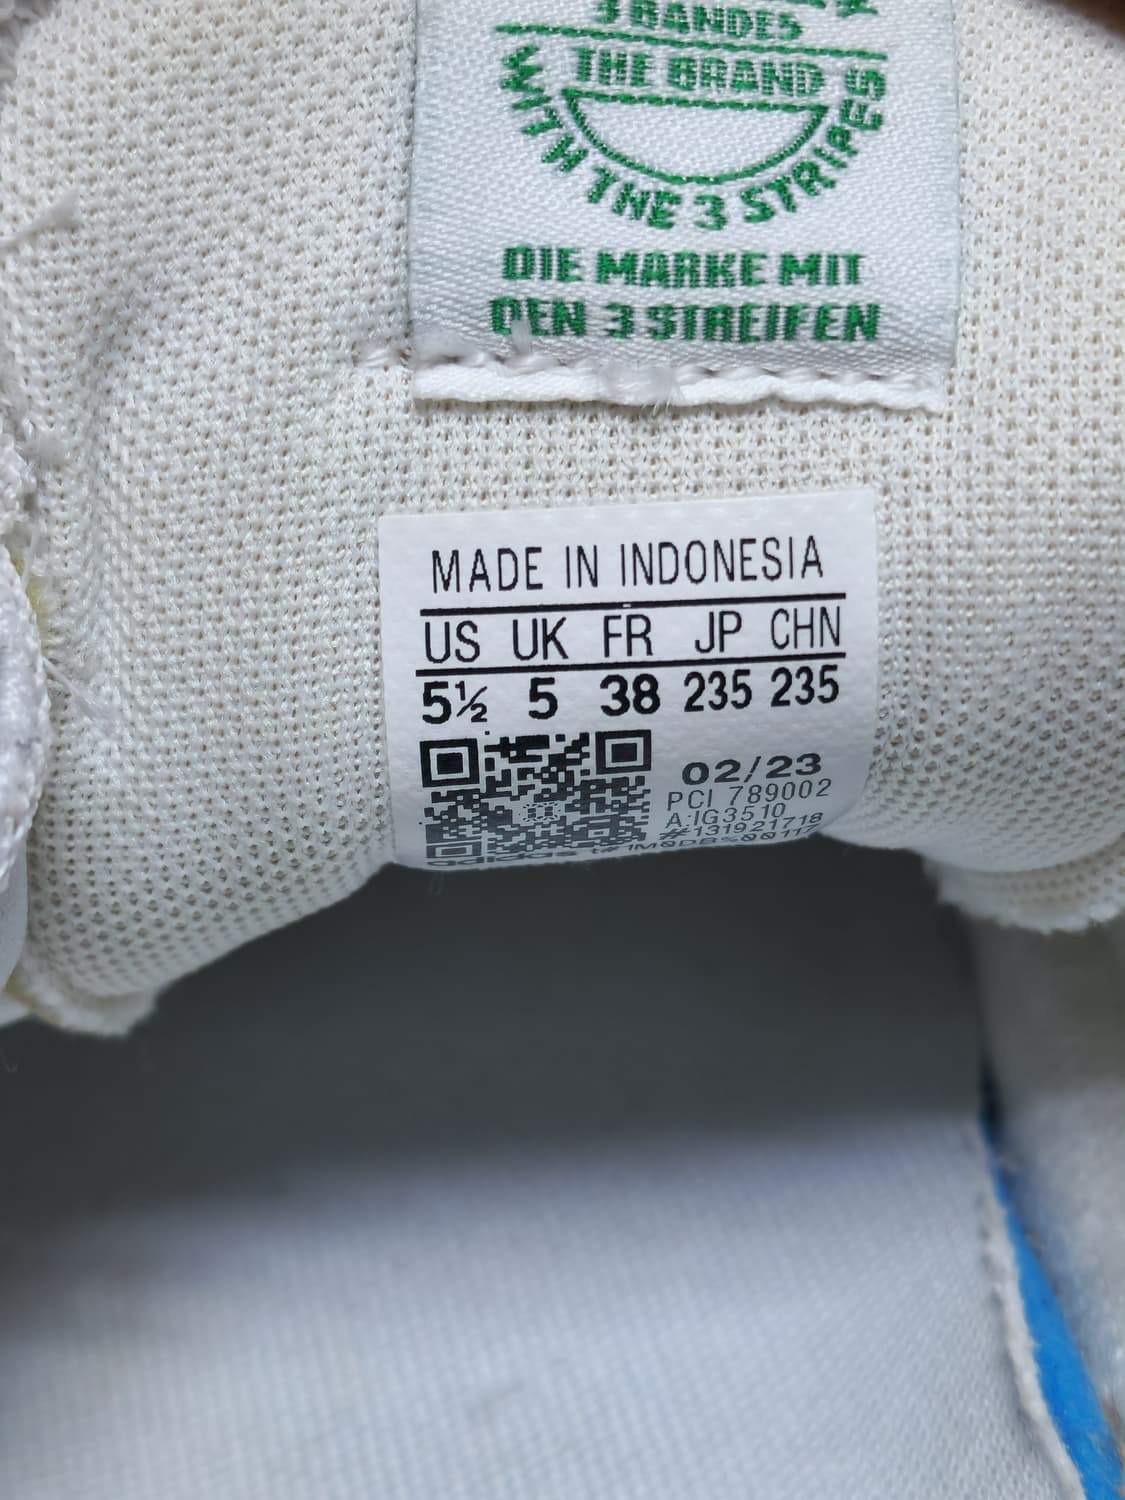 3 BANDES
THE BRAND
WITH THE 3 STRIPES
DIE MARKE MIT
DEN 3 STREIFEN
MADE IN INDONESIA
US UK FR JP CHN
5½ 5 38 235 235
02/23
PCI 789002
A:IG3510
#131921718
adidas